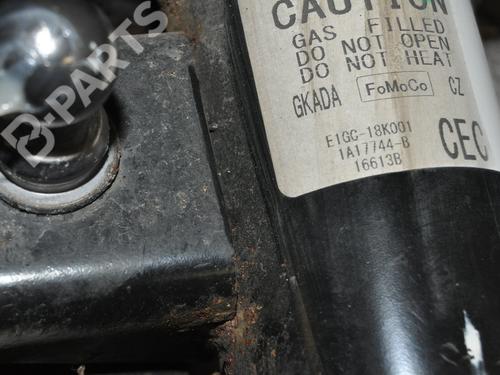 CAUTION
GAS FILLED
DO NOT OPEN
DO NOT HEAT
GKADA FoMoCo CZ
E1GC-18K001
1A17744-B
16613B
CEC
B-PARTS